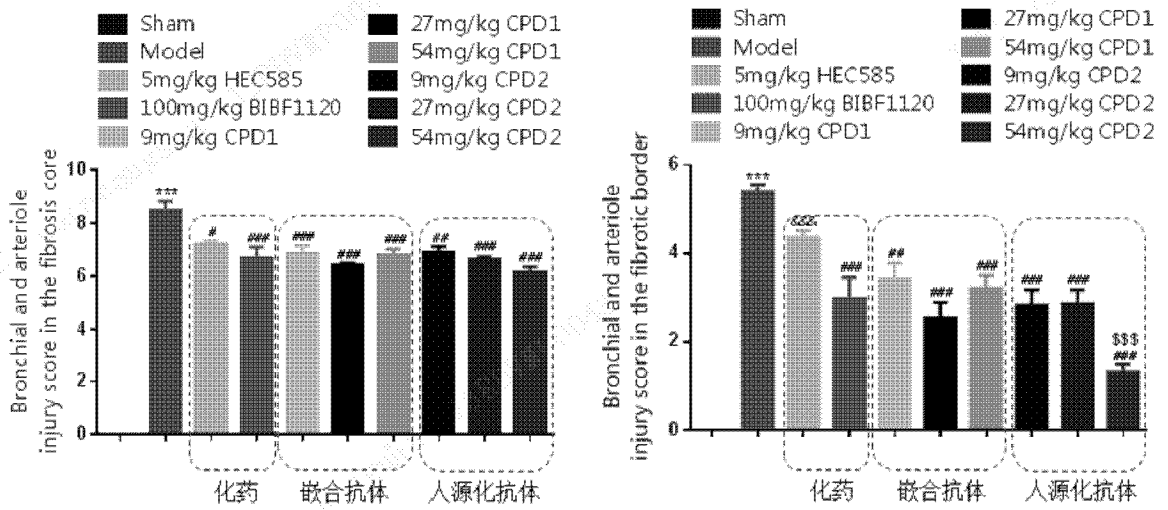 Sham
Model
5mg/kg HEC585
100mg/kg BIBF1120
9mg/kg CPD1
27mg/kg CPD1
54mg/kg CPD1
9mg/kg CPD2
27mg/kg CPD2
54mg/kg CPD2
Bronchial and arteriole
injury score in the fibrosis core
10
8
6
4
2
0
***
#
###
###
###
###
##
###
###
化药
嵌合抗体
人源化抗体
Sham
Model
5mg/kg HEC585
100mg/kg BIBF1120
9mg/kg CPD1
27mg/kg CPD1
54mg/kg CPD1
9mg/kg CPD2
27mg/kg CPD2
54mg/kg CPD2
Bronchial and arteriole
injury score in the fibrotic border
6
4
2
0
***
&&&
###
##
###
###
###
###
$$$
###
化药
嵌合抗体
人源化抗体